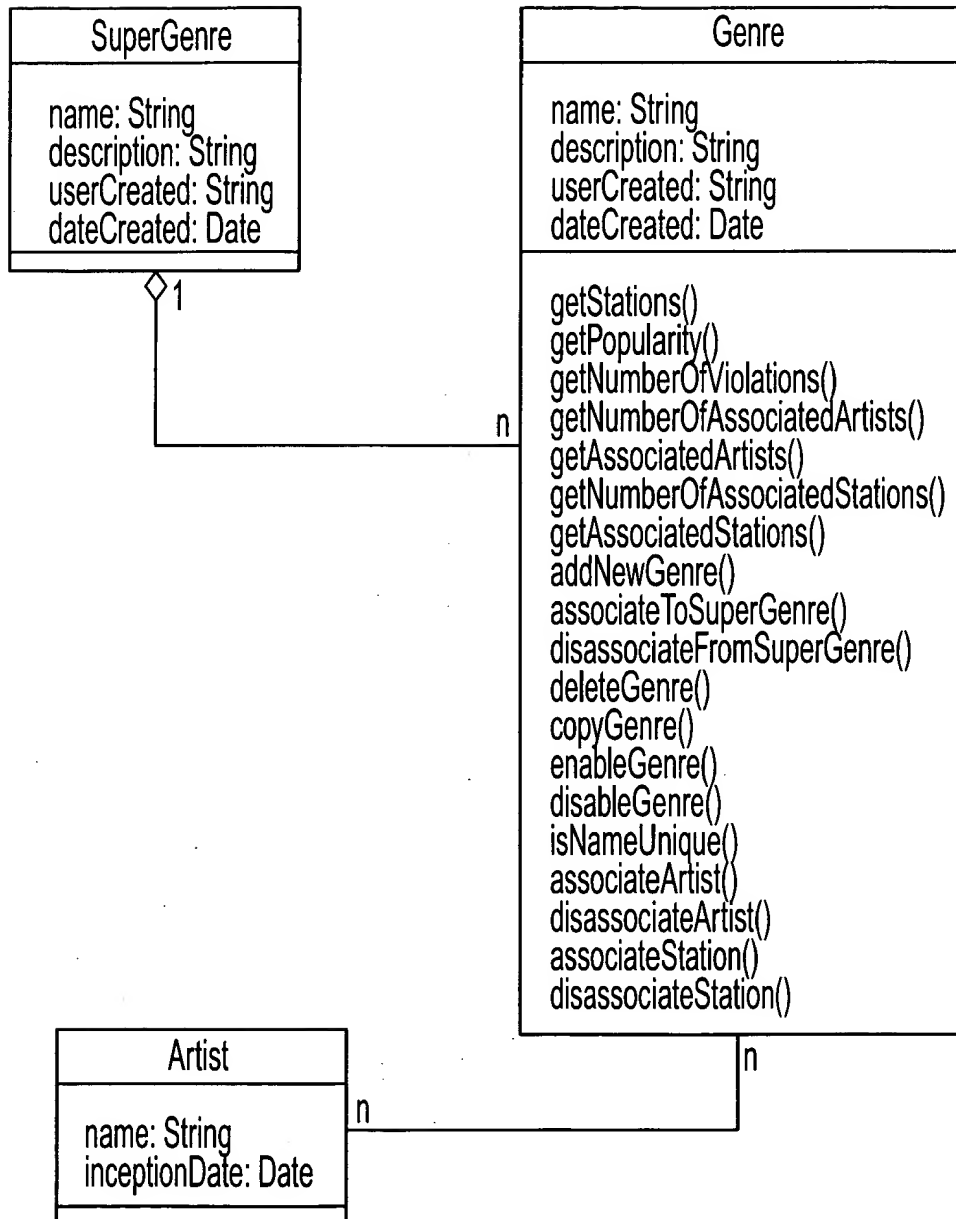 SuperGenre
name: String
description: String
userCreated: String
dateCreated: Date
1
n
Genre
name: String
description: String
userCreated: String
dateCreated: Date
getStations()
getPopularity()
getNumberOfViolations()
getNumberOfAssociatedArtists()
getAssociatedArtists()
getNumberOfAssociatedStations()
getAssociatedStations()
addNewGenre()
associateToSuperGenre()
disassociateFromSuperGenre()
deleteGenre()
copyGenre()
enableGenre()
disableGenre()
isNameUnique()
associateArtist()
disassociateArtist()
associateStation()
disassociateStation()
n
n
Artist
name: String
inceptionDate: Date